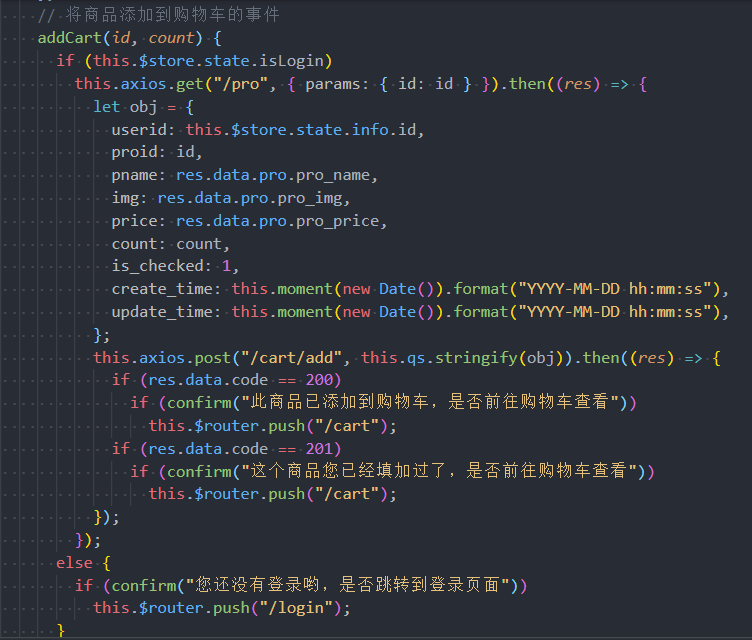 // 将商品添加到购物车的事件
addCart(id, count) {
if (this.$store.state.isLogin)
this.axios.get("/pro", { params: { id: id } }).then((res) => {
let obj = {
userid: this.$store.state.info.id,
proid: id,
pname: res.data.pro.pro_name,
img: res.data.pro.pro_img,
price: res.data.pro.pro_price,
count: count,
is_checked: 1,
create_time: this.moment(new Date()).format("YYYY-MM-DD hh:mm:ss"),
update_time: this.moment(new Date()).format("YYYY-MM-DD hh:mm:ss"),
};
this.axios.post("/cart/add", this.qs.stringify(obj)).then((res) => {
if (res.data.code == 200)
if (confirm("此商品已添加到购物车，是否前往购物车查看"))
this.$router.push("/cart");
if (res.data.code == 201)
if (confirm("这个商品您已经填加过了，是否前往购物车查看"))
this.$router.push("/cart");
});
});
else {
if (confirm("您还没有登录哟，是否跳转到登录页面"))
this.$router.push("/login");
}